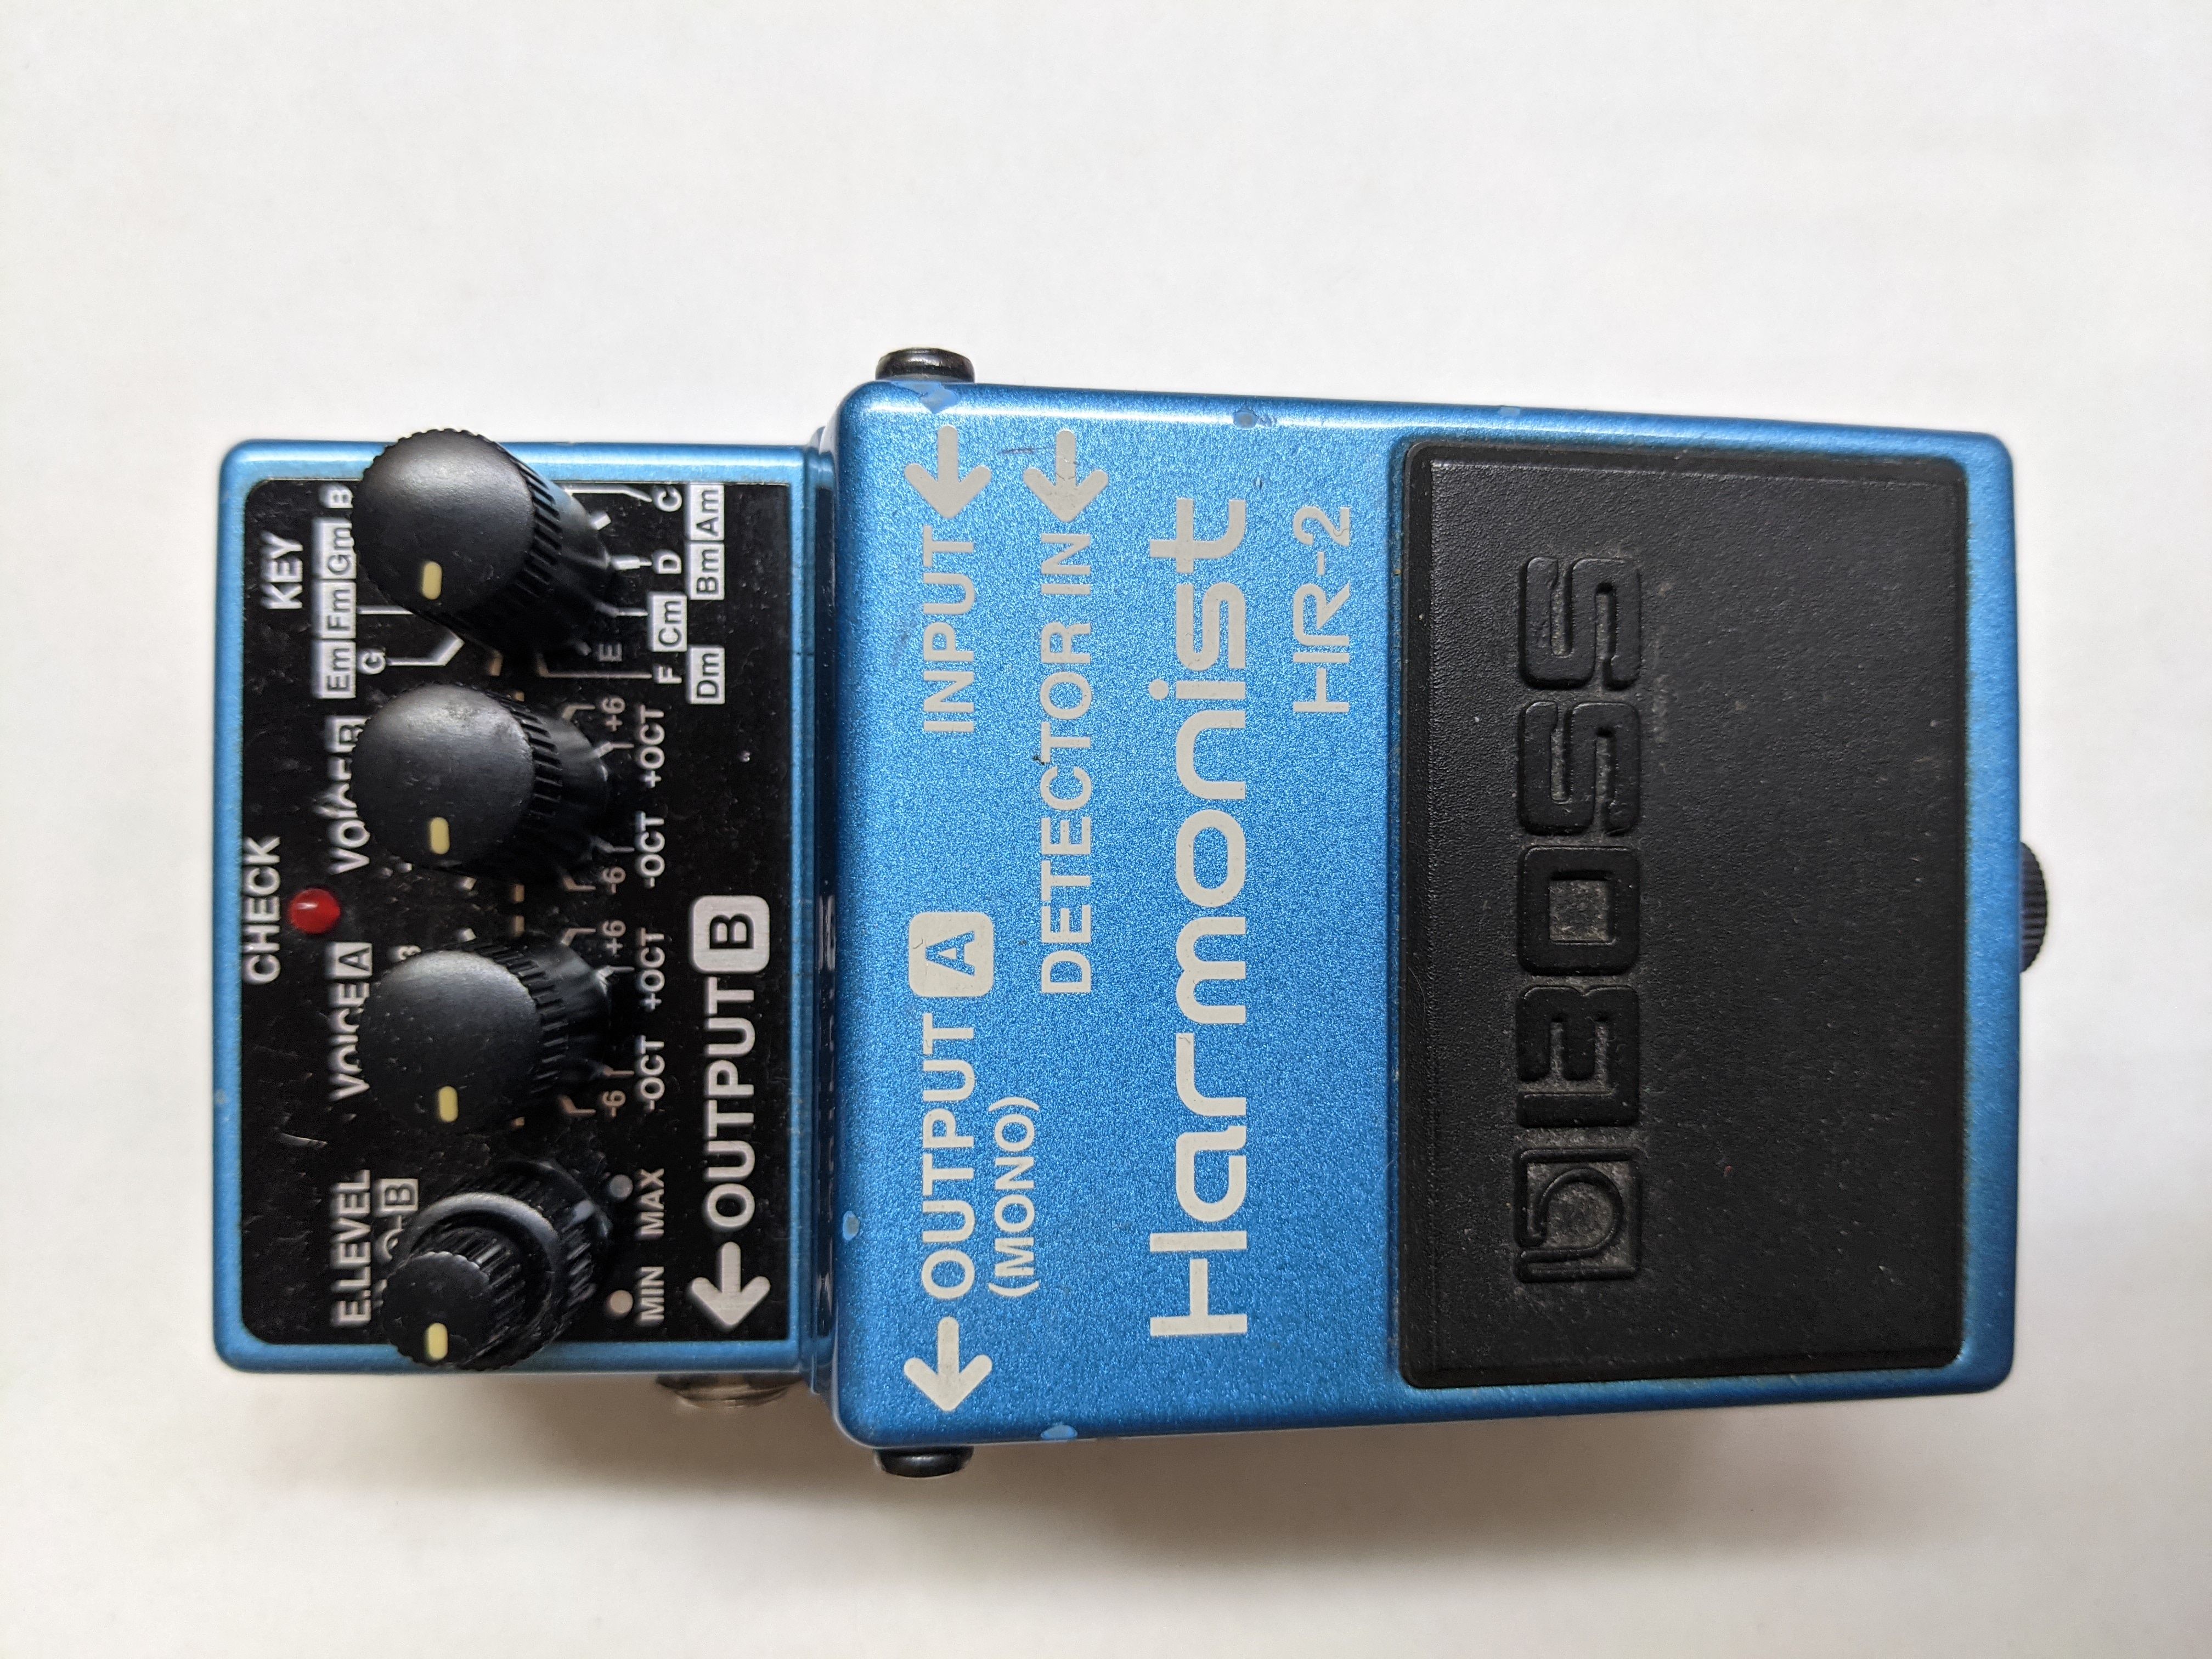 CHECK
KEY
E.LEVEL VOICE A VOICE B
Em Fm Gm B
G
-B 3
-6 +6 -6 +6 E
MIN MAX -OCT +OCT -OCT +OCT F Cm D C
Dm Bm Am
← OUTPUT B
← OUTPUT A INPUT ←
(MONO)
DETECTOR IN ←
Harmonist
HR-2
BOSS